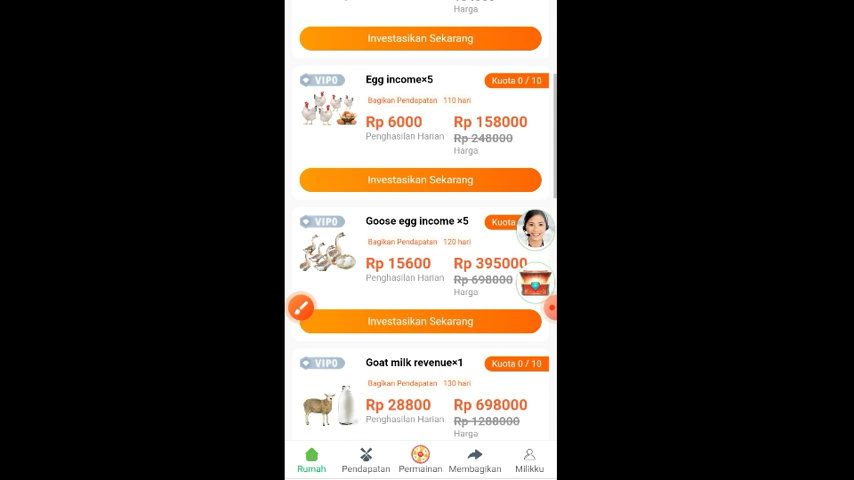 Harga
Investasikan Sekarang
VIP0
Egg income×5
Kuota 0 / 10
Bagikan Pendapatan 110 hari
Rp 6000
Rp 158000
Penghasilan Harian
Rp 248000
Harga
Investasikan Sekarang
VIP0
Goose egg income ×5
Kuota
Bagikan Pendapatan 120 hari
Rp 15600
Rp 395000
Penghasilan Harian
Rp 698000
Harga
Investasikan Sekarang
VIP0
Goat milk revenue×1
Kuota 0 / 10
Bagikan Pendapatan 130 hari
Rp 28800
Rp 698000
Penghasilan Harian
Rp 1288000
Harga
Rumah
Pendapatan
Permainan
Membagikan
Milikku